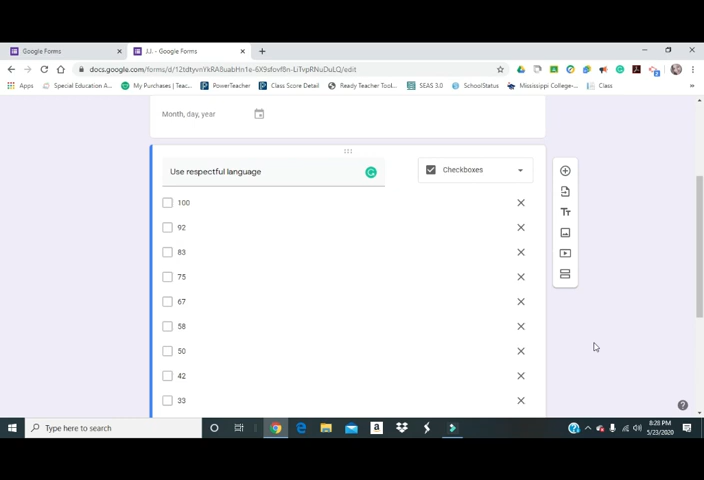 Google Forms
J.J. - Google Forms
docs.google.com/forms/d/12tdtyvnYkRA8uabHn1e-6X9sfovf8n-LiTvpRNuDuLQ/edit
Apps
Special Education A...
My Purchases | Teac...
PowerTeacher
Class Score Detail
Ready Teacher Tool...
SEAS 3.0
SchoolStatus
Mississippi College-...
Class
Month, day, year
Use respectful language
Checkboxes
100
92
83
75
67
58
50
42
33
Type here to search
8:28 PM
5/23/2020